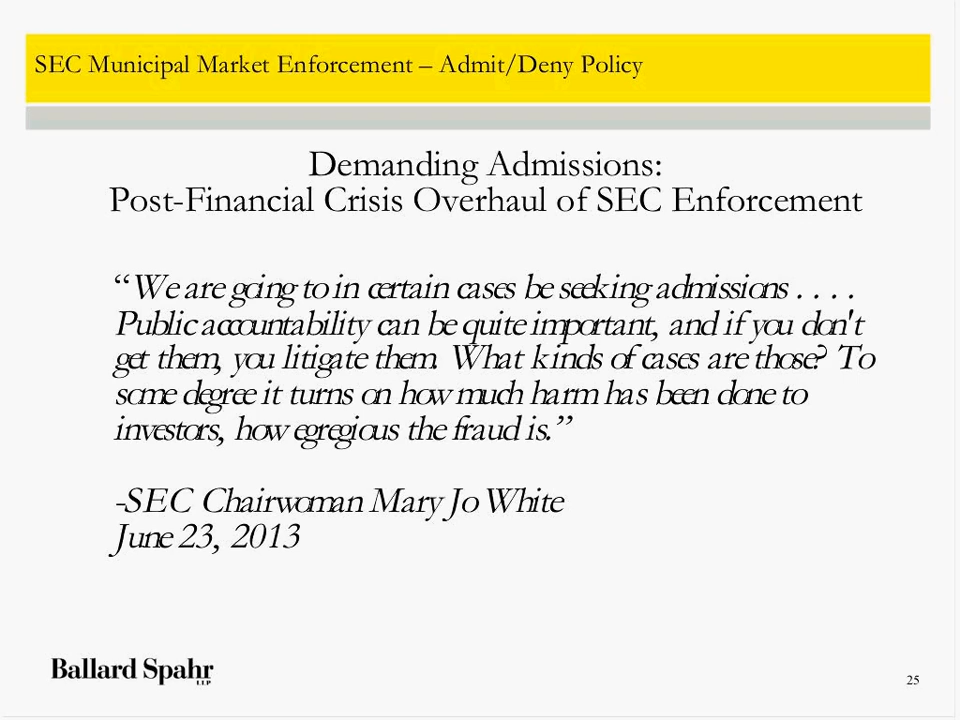 SEC Municipal Market Enforcement – Admit/Deny Policy
Demanding Admissions:
Post-Financial Crisis Overhaul of SEC Enforcement
“We are going to in certain cases be seeking admissions . . . .
Public accountability can be quite important, and if you don't
get them, you litigate them. What kinds of cases are those? To
some degree it turns on how much harm has been done to
investors, how egregious the fraud is.”
-SEC Chairwoman Mary Jo White
June 23, 2013
Ballard Spahr
LLP
25